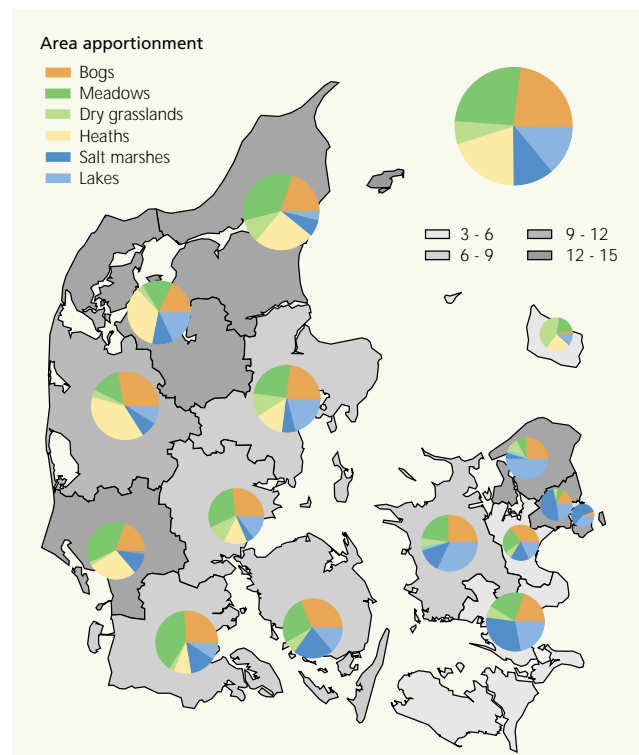 Area apportionment
Bogs
Meadows
Dry grasslands
Heaths
Salt marshes
Lakes
3 - 6
9 - 12
6 - 9
12 - 15